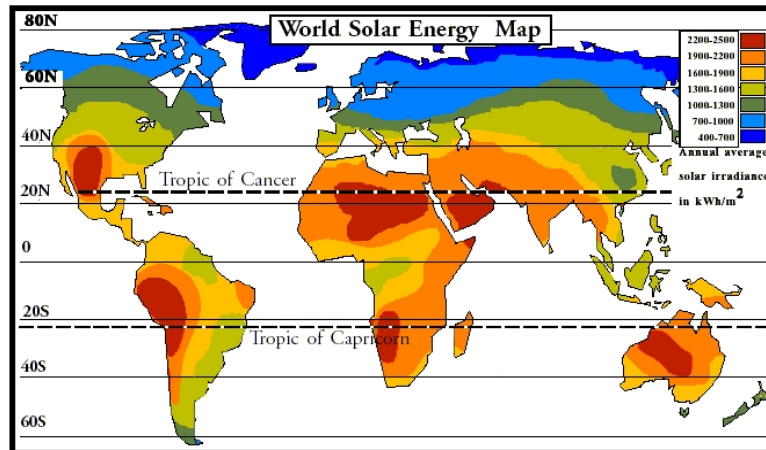 World Solar Energy Map
80N
60N
40N
20N
0
20S
40S
60S
Tropic of Cancer
Tropic of Capricorn
2200-2500
1900-2200
1600-1900
1300-1600
1000-1300
700-1000
400-700
Annual average
solar irradiance
in kWh/m²